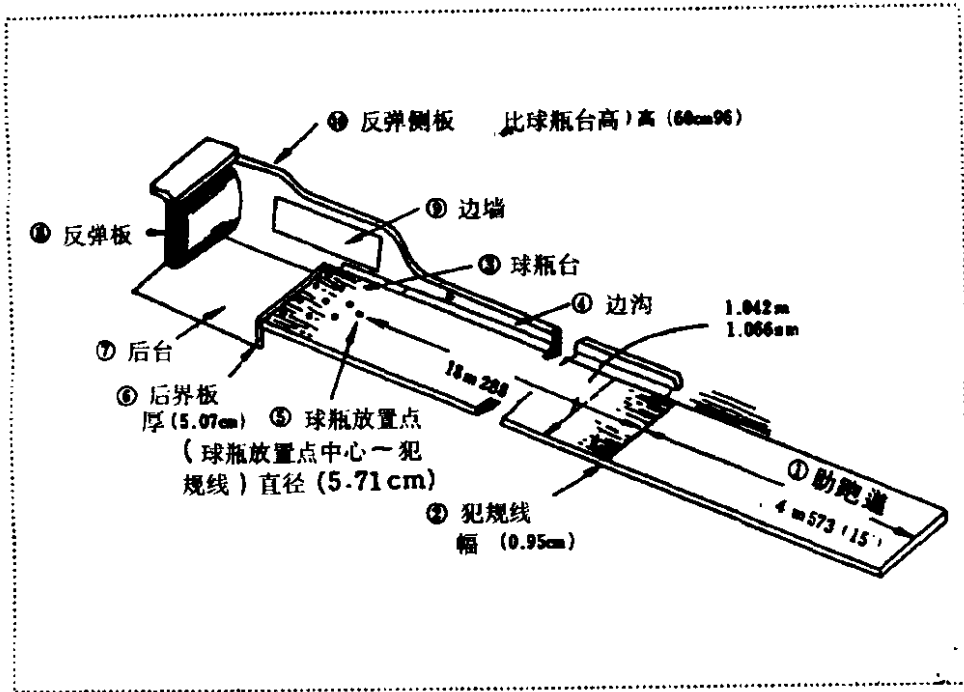 ⑩ 反弹侧板 比球瓶台高)高(60cm96)
⑨ 边墙
⑧ 反弹板
③ 球瓶台
④ 边沟
1.042m
1.066sm
⑦ 后台
18m288
⑥ 后界板
厚(5.07cm)
⑤ 球瓶放置点
(球瓶放置点中心~犯
规线)直径(5.71cm)
① 助跑道
4m573(15')
② 犯规线
幅 (0.95cm)